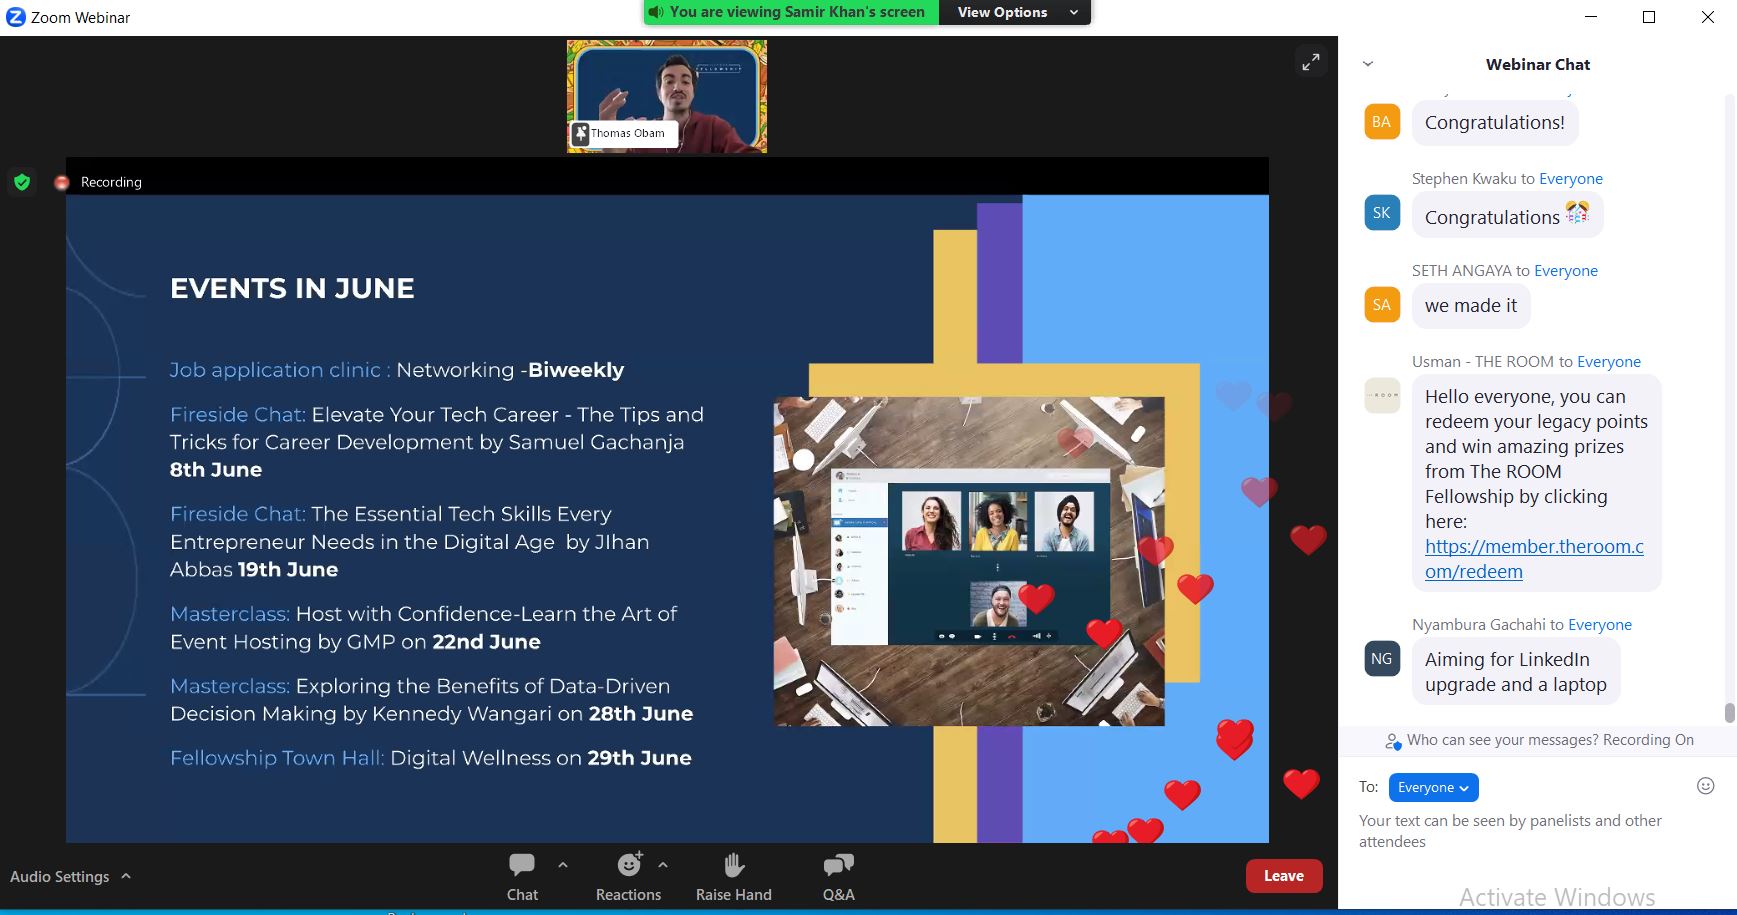 Zoom Webinar
You are viewing Samir Khan's screen
View Options
Thomas Obam
FELLOWSHIP
Recording
EVENTS IN JUNE
Job application clinic : Networking -Biweekly
Fireside Chat: Elevate Your Tech Career - The Tips and
Tricks for Career Development by Samuel Gachanja
8th June
Fireside Chat: The Essential Tech Skills Every
Entrepreneur Needs in the Digital Age by JIhan
Abbas 19th June
Masterclass: Host with Confidence-Learn the Art of
Event Hosting by GMP on 22nd June
Masterclass: Exploring the Benefits of Data-Driven
Decision Making by Kennedy Wangari on 28th June
Fellowship Town Hall: Digital Wellness on 29th June
Audio Settings
Chat
Reactions
Raise Hand
Q&A
Leave
Webinar Chat
BA
Congratulations!
Stephen Kwaku to Everyone
SK
Congratulations 🎊
SETH ANGAYA to Everyone
SA
we made it
Usman - THE ROOM to Everyone
ROOM
Hello everyone, you can
redeem your legacy points
and win amazing prizes
from The ROOM
Fellowship by clicking
here:
https://member.theroom.c
om/redeem
Nyambura Gachahi to Everyone
NG
Aiming for LinkedIn
upgrade and a laptop
Who can see your messages? Recording On
To: Everyone
Your text can be seen by panelists and other
attendees
Activate Windows